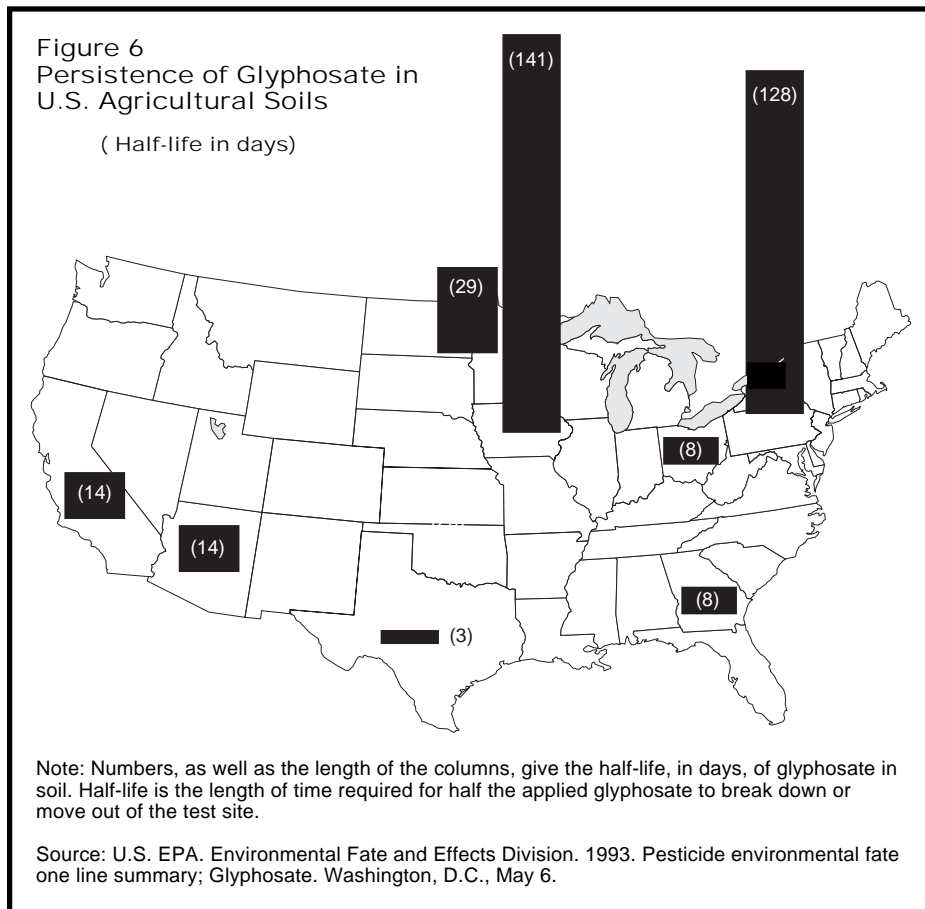 Figure 6
Persistence of Glyphosate in
U.S. Agricultural Soils
( Half-life in days)
(141)
(128)
(29)
(8)
(14)
(14)
(8)
(3)
Note: Numbers, as well as the length of the columns, give the half-life, in days, of glyphosate in
soil. Half-life is the length of time required for half the applied glyphosate to break down or
move out of the test site.
Source: U.S. EPA. Environmental Fate and Effects Division. 1993. Pesticide environmental fate
one line summary; Glyphosate. Washington, D.C., May 6.